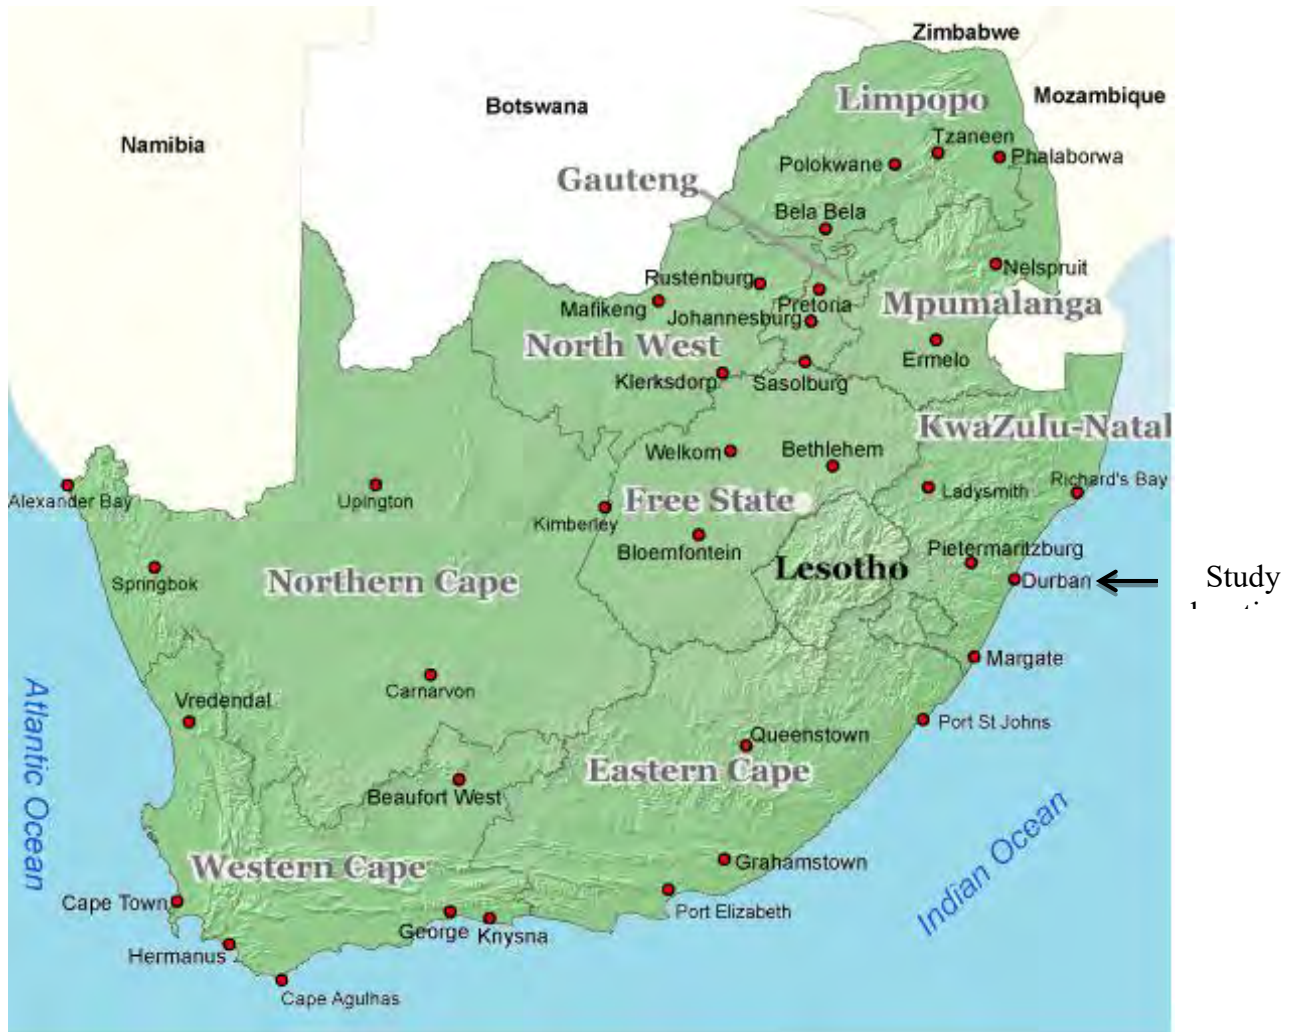 Zimbabwe
Limpopo
Mozambique
Botswana
Namibia
Tzaneen
Polokwane
Phalaborwa
Gauteng
Bela Bela
Nelspruit
Rustenburg
Mafikeng
Pretoria
Mpumalanga
Johannesburg
North West
Ermelo
Klerksdorp
Sasolburg
KwaZulu-Natal
Welkom
Bethlehem
Richard's Bay
Alexander Bay
Upington
Ladysmith
Free State
Kimberley
Bloemfontein
Pietermaritzburg
Lesotho
Springbok
Northern Cape
Durban
Study
Margate
Carnarvon
Vredendal
Atlantic Ocean
Port St Johns
Queenstown
Eastern Cape
Beaufort West
Indian Ocean
Western Cape
Grahamstown
Cape Town
Port Elizabeth
George
Knysna
Hermanus
Cape Agulhas